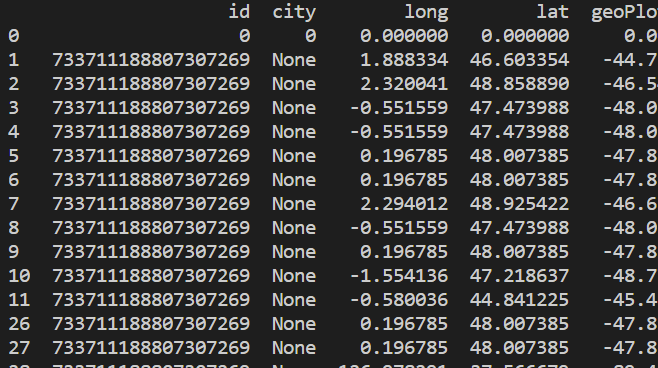 id city long lat geoPlo
0 0 0 0.000000 0.000000 0.0
1 733711188807307269 None 1.888334 46.603354 -44.7
2 733711188807307269 None 2.320041 48.858890 -46.5
3 733711188807307269 None -0.551559 47.473988 -48.0
4 733711188807307269 None -0.551559 47.473988 -48.0
5 733711188807307269 None 0.196785 48.007385 -47.8
6 733711188807307269 None 0.196785 48.007385 -47.8
7 733711188807307269 None 2.294012 48.925422 -46.6
8 733711188807307269 None -0.551559 47.473988 -48.0
9 733711188807307269 None 0.196785 48.007385 -47.8
10 733711188807307269 None -1.554136 47.218637 -48.7
11 733711188807307269 None -0.580036 44.841225 -45.4
26 733711188807307269 None 0.196785 48.007385 -47.8
27 733711188807307269 None 0.196785 48.007385 -47.8